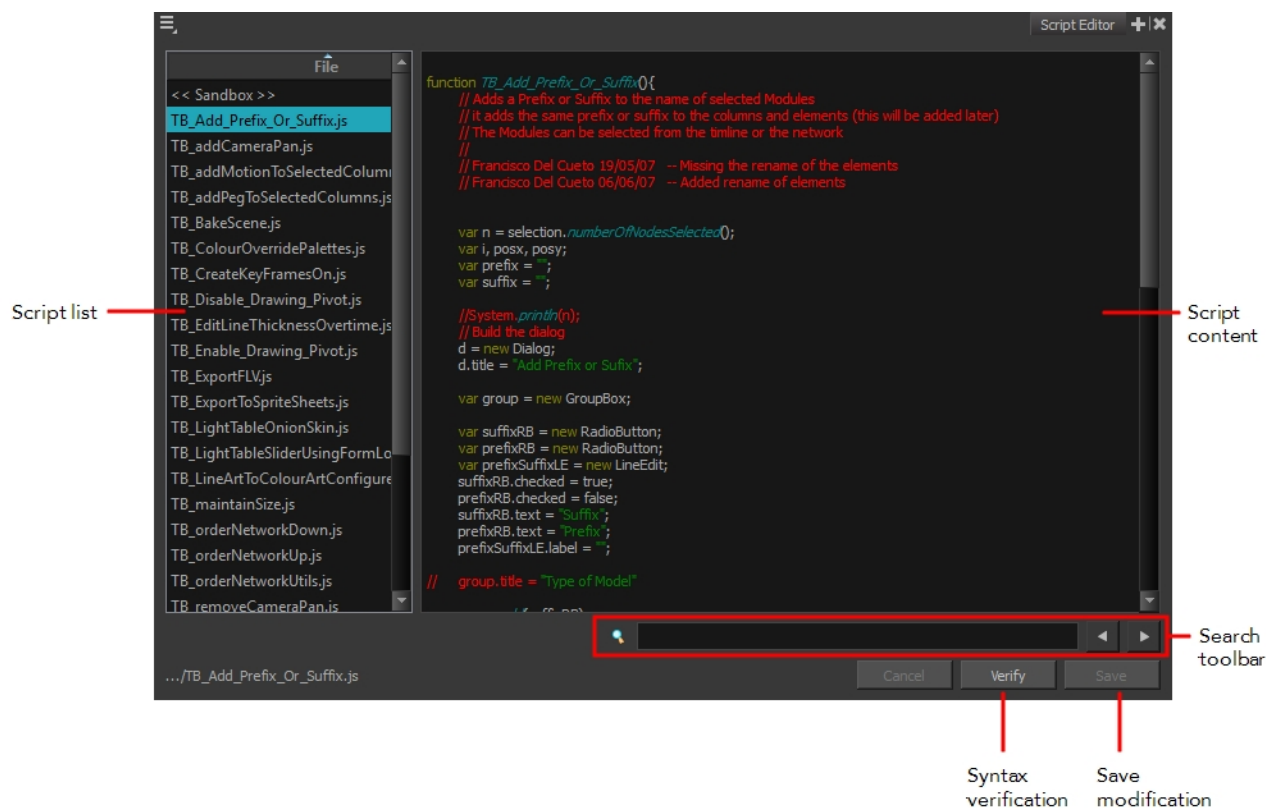 Script Editor
File
<< Sandbox >>
TB_Add_Prefix_Or_Suffix.js
TB_addCameraPan.js
TB_addMotionToSelectedColum
TB_addPegToSelectedColumns.js
TB_BakeScene.js
TB_ColourOverridePalettes.js
TB_CreateKeyFramesOn.js
TB_Disable_Drawing_Pivot.js
TB_EditLineThicknessOvertime.js
TB_Enable_Drawing_Pivot.js
TB_ExportFLV.js
TB_ExportToSpriteSheets.js
TB_LightTableOnionSkin.js
TB_LightTableSliderUsingFormLo
TB_LineArtToColourArtConfigure
TB_maintainSize.js
TB_orderNetworkDown.js
TB_orderNetworkUp.js
TB_orderNetworkUtils.js
TB_removeCameraPan.js
function TB_Add_Prefix_Or_Suffix(){
// Adds a Prefix or Suffix to the name of selected Modules
// it adds the same prefix or suffix to the columns and elements (this will be added later)
// The Modules can be selected from the timline or the network
//
// Francisco Del Cueto 19/05/07 -- Missing the rename of the elements
// Francisco Del Cueto 06/06/07 -- Added rename of elements
var n = selection.numberOfNodesSelected();
var i, posx, posy;
var prefix = "";
var suffix = "";
//System.println(n);
// Build the dialog
d = new Dialog;
d.title = "Add Prefix or Sufix";
var group = new GroupBox;
var suffixRB = new RadioButton;
var prefixRB = new RadioButton;
var prefixSuffixLE = new LineEdit;
suffixRB.checked = true;
prefixRB.checked = false;
suffixRB.text = "Suffix";
prefixRB.text = "Prefix";
prefixSuffixLE.label = "";
// group.title = "Type of Model"
.../TB_Add_Prefix_Or_Suffix.js
Cancel
Verify
Save
Script list
Script
content
Search
toolbar
Syntax
verification
Save
modification